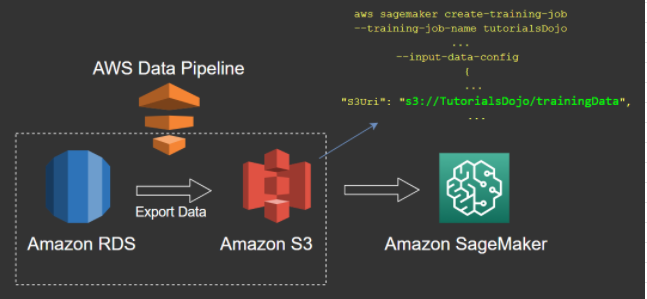 aws sagemaker create-training-job
--training-job-name tutorialsDojo
...
--input-data-config
{
...
"S3Uri": "s3://TutorialsDojo/trainingData",
...
AWS Data Pipeline
Export Data
Amazon RDS
Amazon S3
Amazon SageMaker